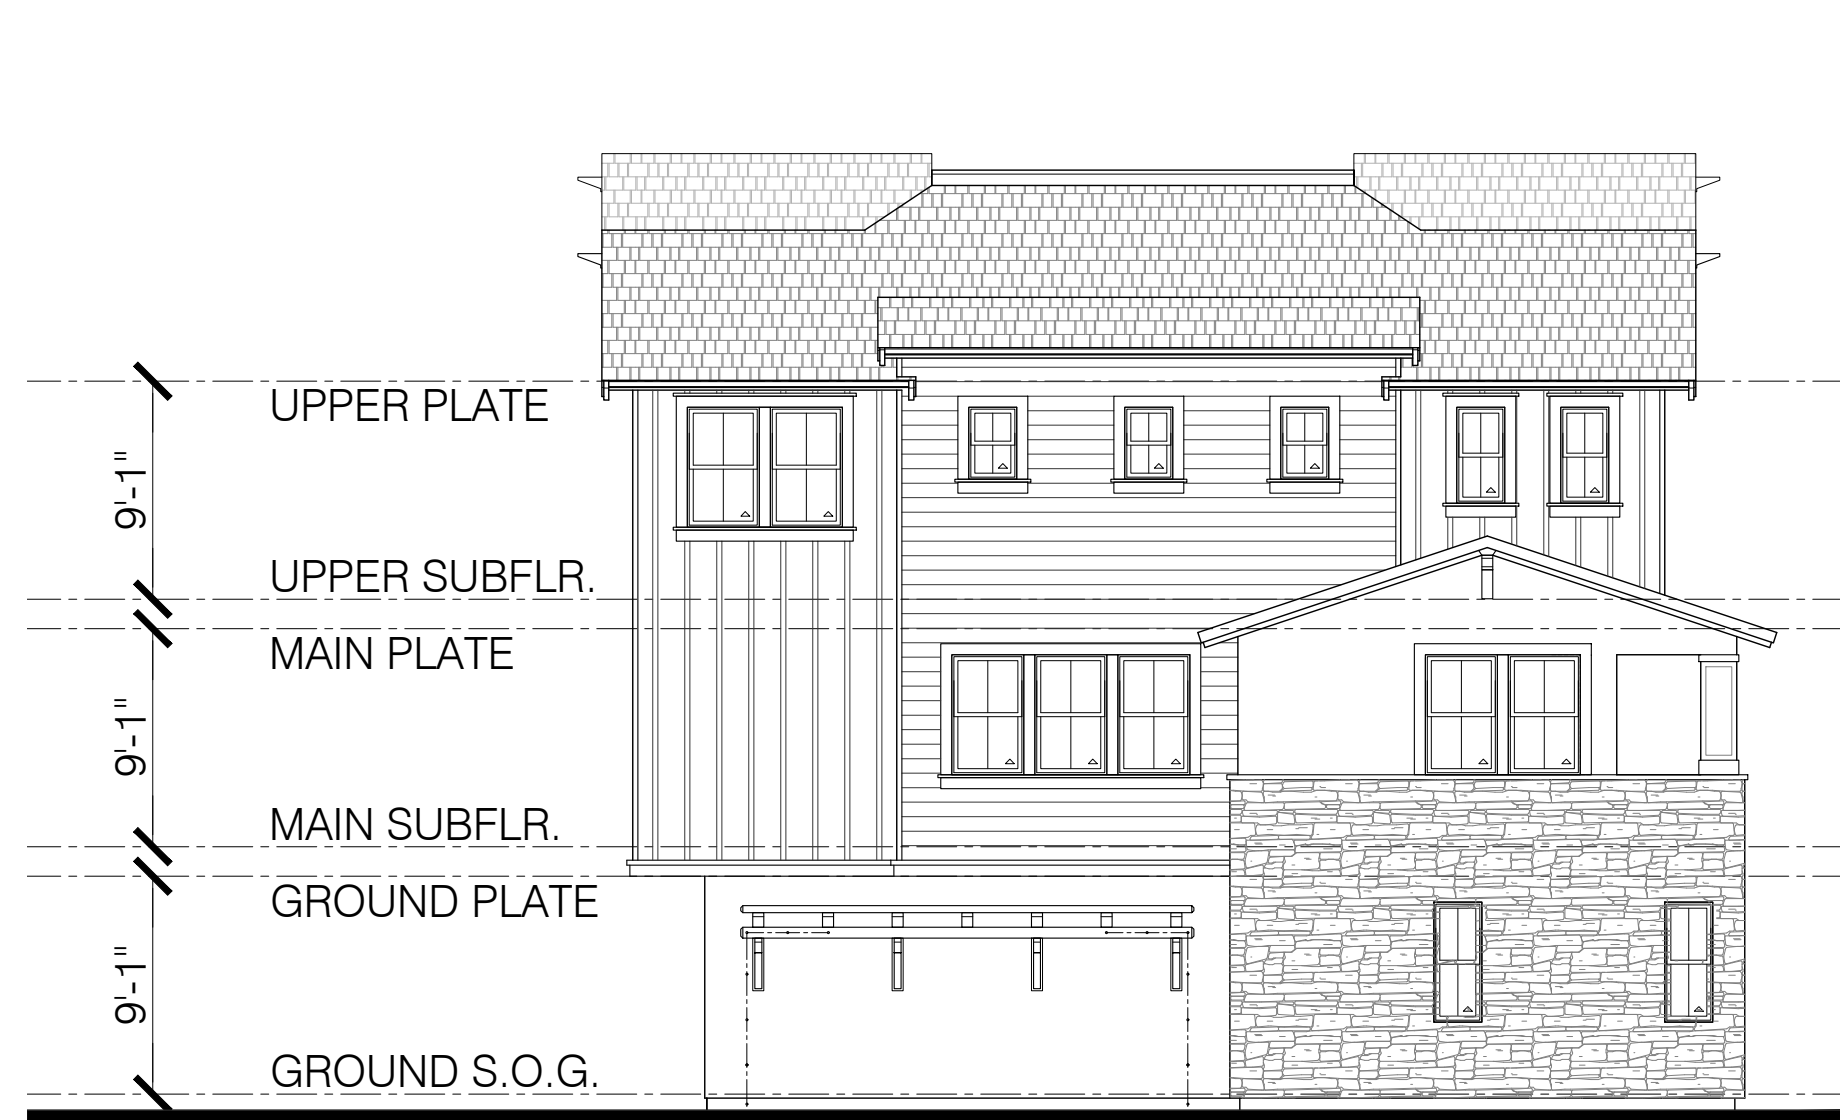 UPPER PLATE
9'-1"
UPPER SUBFLR.
MAIN PLATE
9'-1"
MAIN SUBFLR.
GROUND PLATE
9'-1"
GROUND S.O.G.